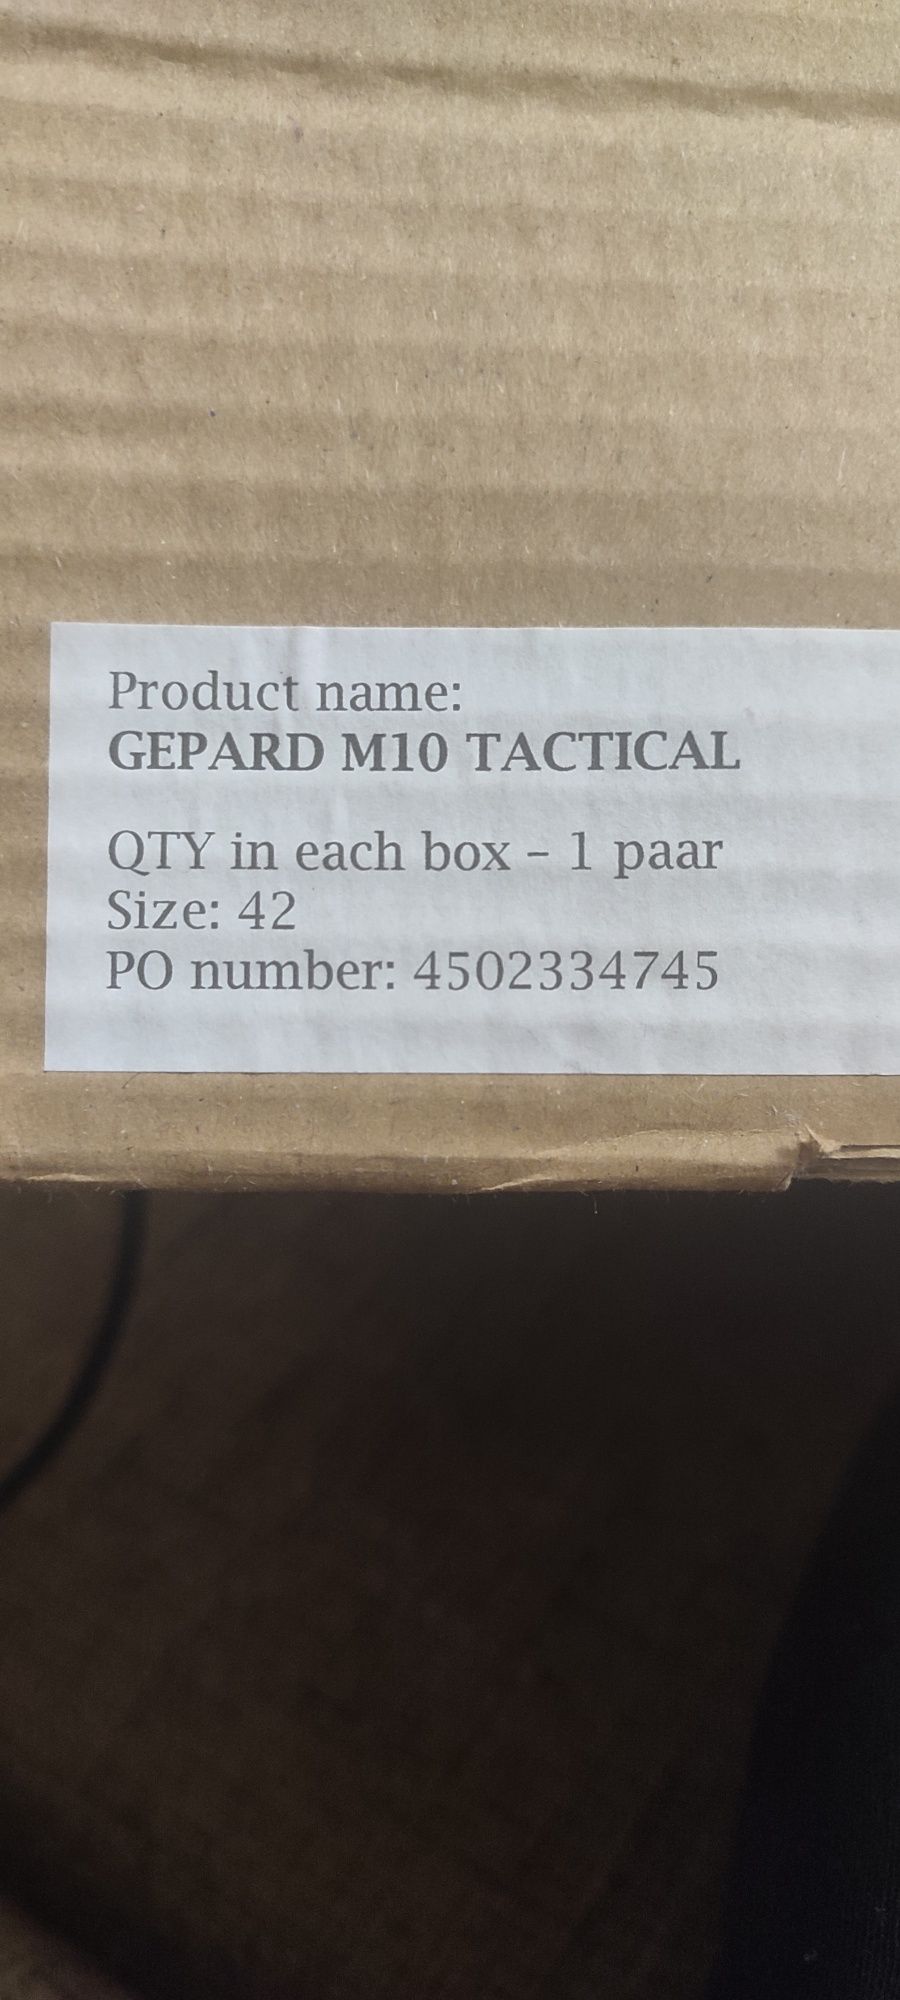 Product name:
GEPARD M10 TACTICAL
QTY in each box – 1 paar
Size: 42
PO number: 4502334745